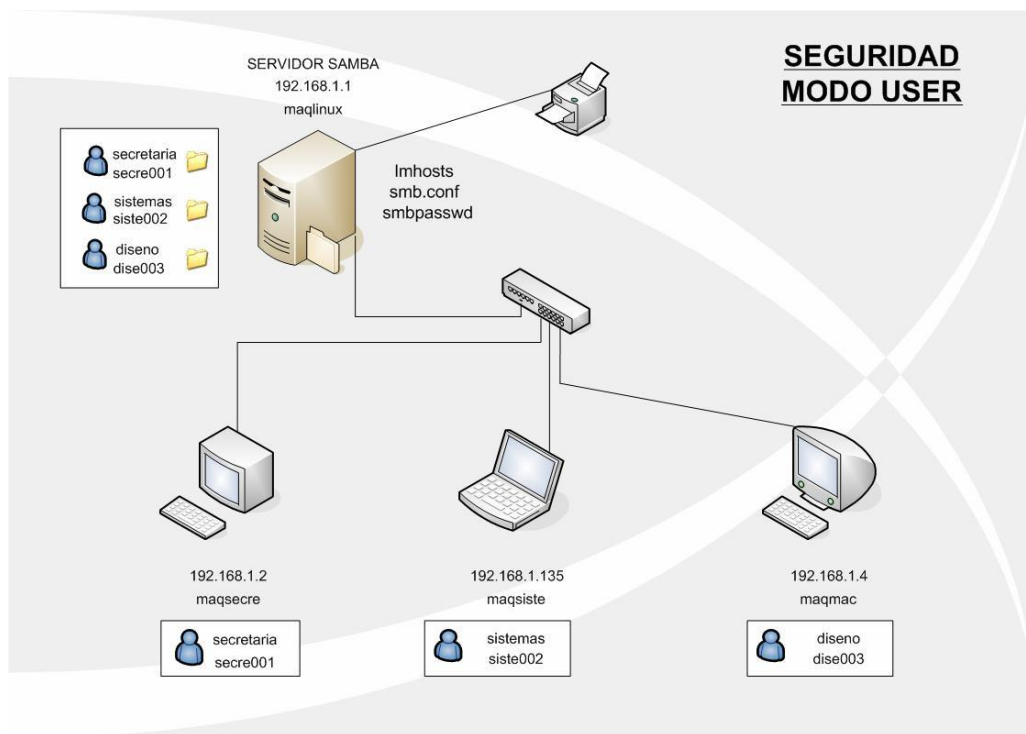 SEGURIDAD
MODO USER
SERVIDOR SAMBA
192.168.1.1
maqlinux
secretaria
secre001
sistemas
siste002
diseno
dise003
lmhosts
smb.conf
smbpasswd
192.168.1.2
maqsecre
secretaria
secre001
192.168.1.135
maqsiste
sistemas
siste002
192.168.1.4
maqmac
diseno
dise003